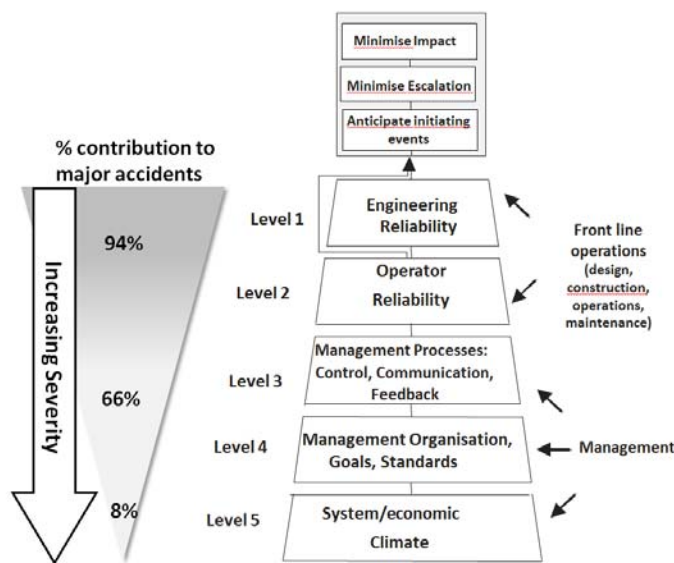 Minimise Impact
Minimise Escalation
Anticipate initiating
events
% contribution to
major accidents
Increasing Severity
94%
66%
8%
Level 1
Engineering
Reliability
Level 2
Operator
Reliability
Level 3
Management Processes:
Control, Communication,
Feedback
Level 4
Management Organisation,
Goals, Standards
Level 5
System/economic
Climate
Front line
operations
(design,
construction,
operations,
maintenance)
Management